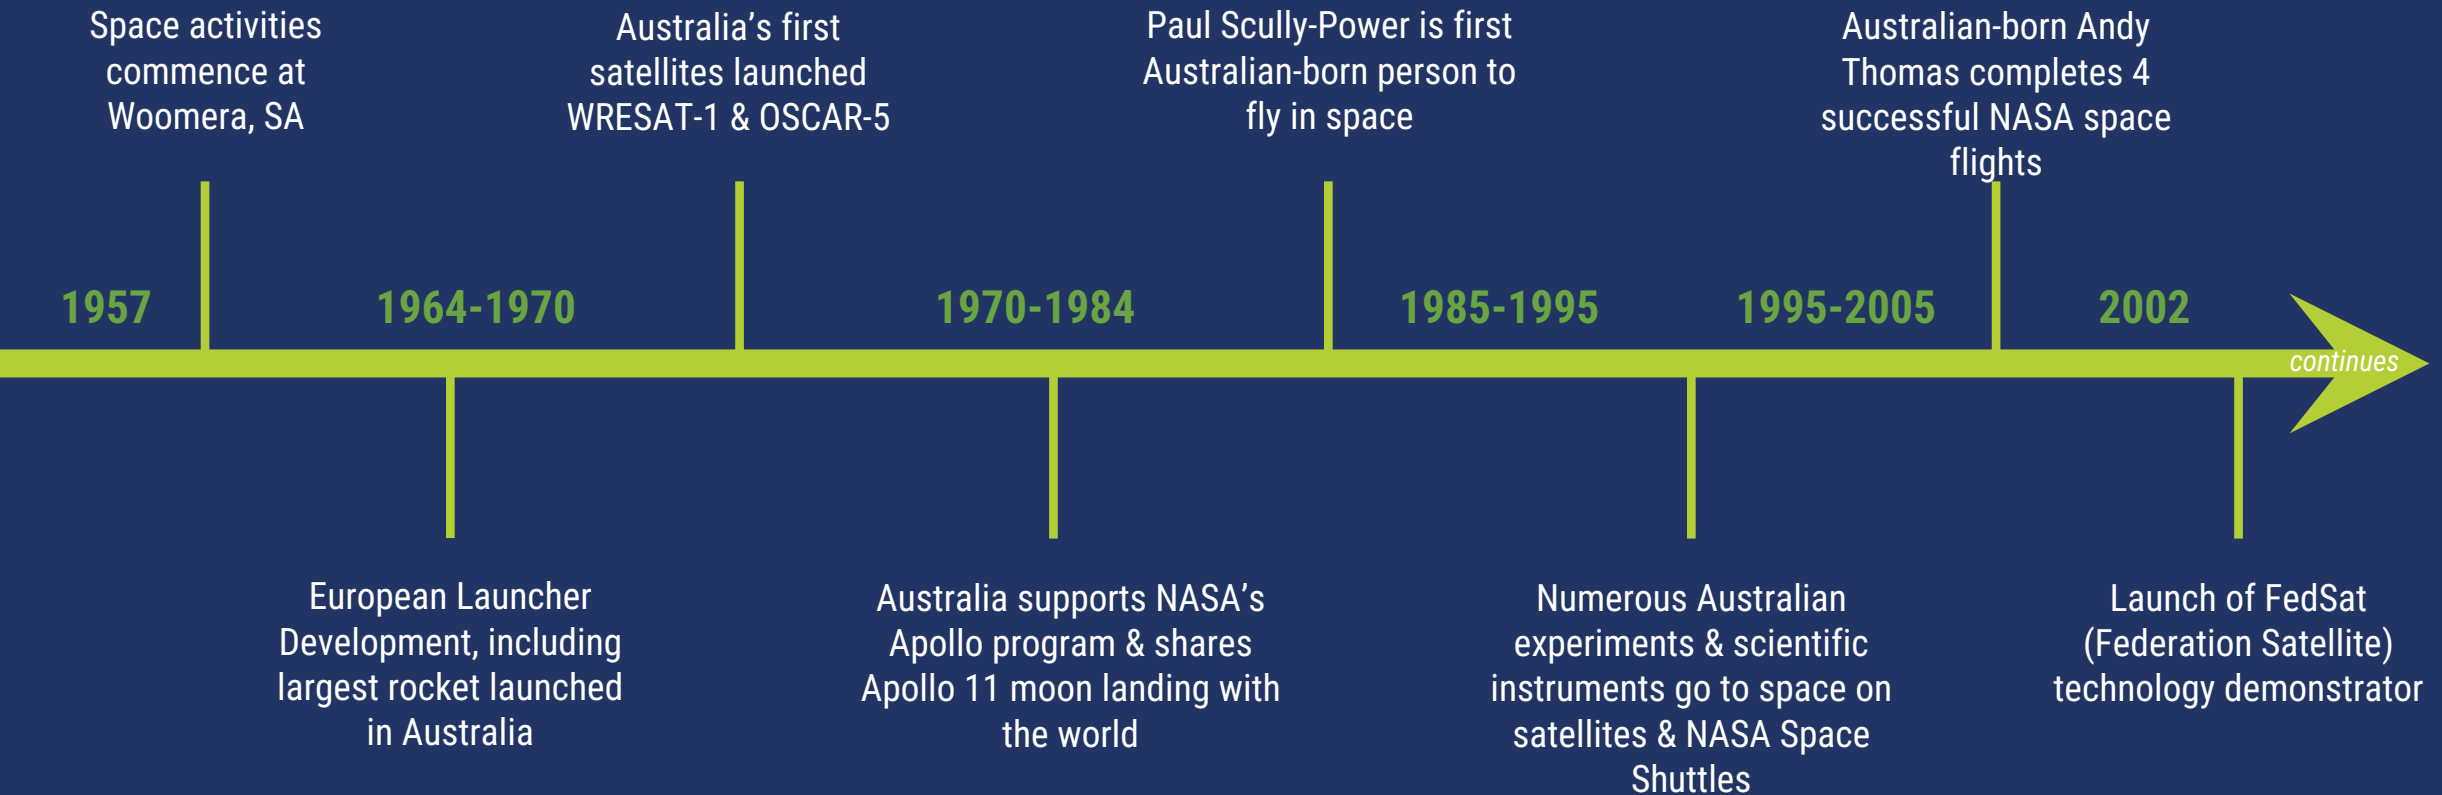 Space activities
commence at
Woomera, SA
Australia’s first
satellites launched
WRESAT-1 & OSCAR-5
Paul Scully-Power is first
Australian-born person to
fly in space
Australian-born Andy
Thomas completes 4
successful NASA space
flights
1957
1964-1970
1970-1984
1985-1995
1995-2005
2002
continues
European Launcher
Development, including
largest rocket launched
in Australia
Australia supports NASA’s
Apollo program & shares
Apollo 11 moon landing with
the world
Numerous Australian
experiments & scientific
instruments go to space on
satellites & NASA Space
Shuttles
Launch of FedSat
(Federation Satellite)
technology demonstrator